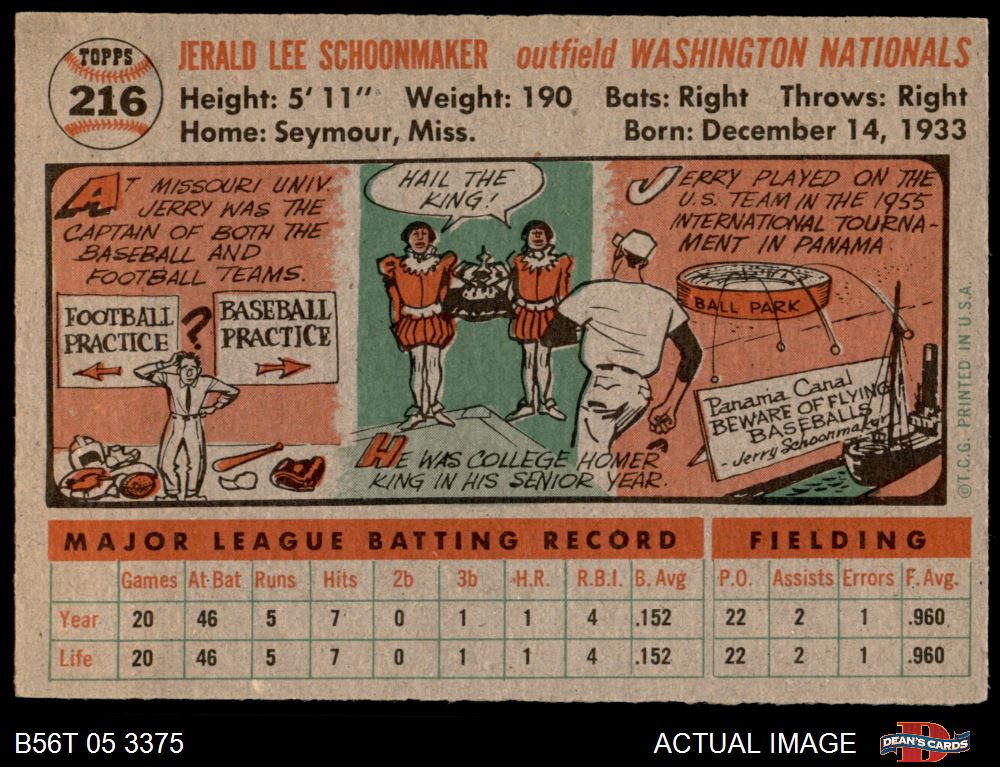 TOPPS
216
JERALD LEE SCHOONMAKER outfield WASHINGTON NATIONALS
Height: 5' 11" Weight: 190 Bats: Right Throws: Right
Home: Seymour, Miss. Born: December 14, 1933
AT MISSOURI UNIV
JERRY WAS THE
CAPTAIN OF BOTH THE
BASEBALL AND
FOOTBALL TEAMS.
FOOTBALL
PRACTICE
?
BASEBALL
PRACTICE
HAIL THE
KING!
HE WAS COLLEGE HOMER
KING IN HIS SENIOR YEAR.
JERRY PLAYED ON THE
U.S. TEAM IN THE 1955
INTERNATIONAL TOURNA-
MENT IN PANAMA.
BALL PARK
Panama Canal
BEWARE OF FLYING
BASEBALLS
- Jerry Schoonmaker
©T.C.G. PRINTED IN U.S.A.
MAJOR LEAGUE BATTING RECORD FIELDING
Games At Bat Runs Hits 2b 3b H.R. R.B.I. B. Avg P.O. Assists Errors F. Avg.
Year 20 46 5 7 0 1 1 4 .152 22 2 1 .960
Life 20 46 5 7 0 1 1 4 .152 22 2 1 .960
B56T 05 3375 ACTUAL IMAGE D DEAN'S CARDS